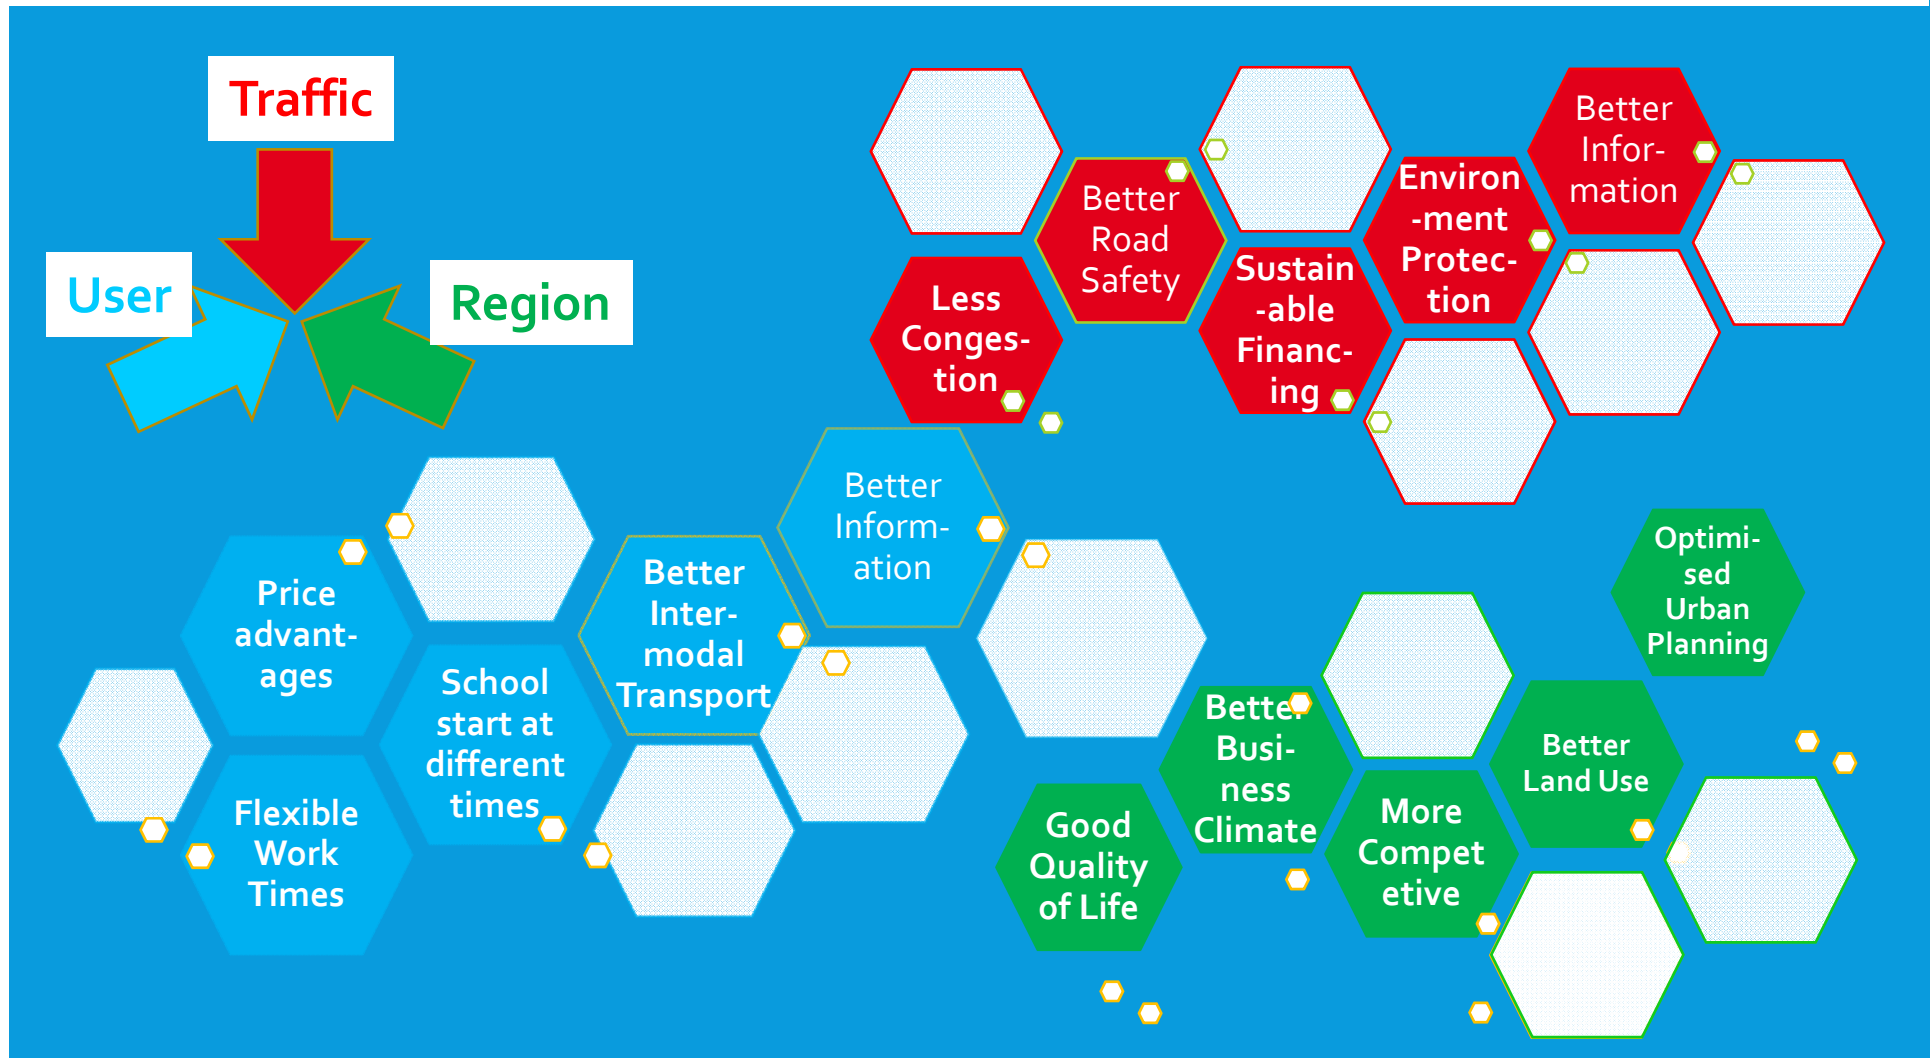 Traffic
User
Region
Less
Conges-
tion
Better
Road
Safety
Sustain
-able
Financ-
ing
Environ
-ment
Protec-
tion
Better
Infor-
mation
Price
advant-
ages
Flexible
Work
Times
School
start at
different
times
Better
Inter-
modal
Transport
Better
Inform-
ation
Good
Quality
of Life
Better
Busi-
ness
Climate
More
Compet
etive
Better
Land Use
Optimi-
sed
Urban
Planning